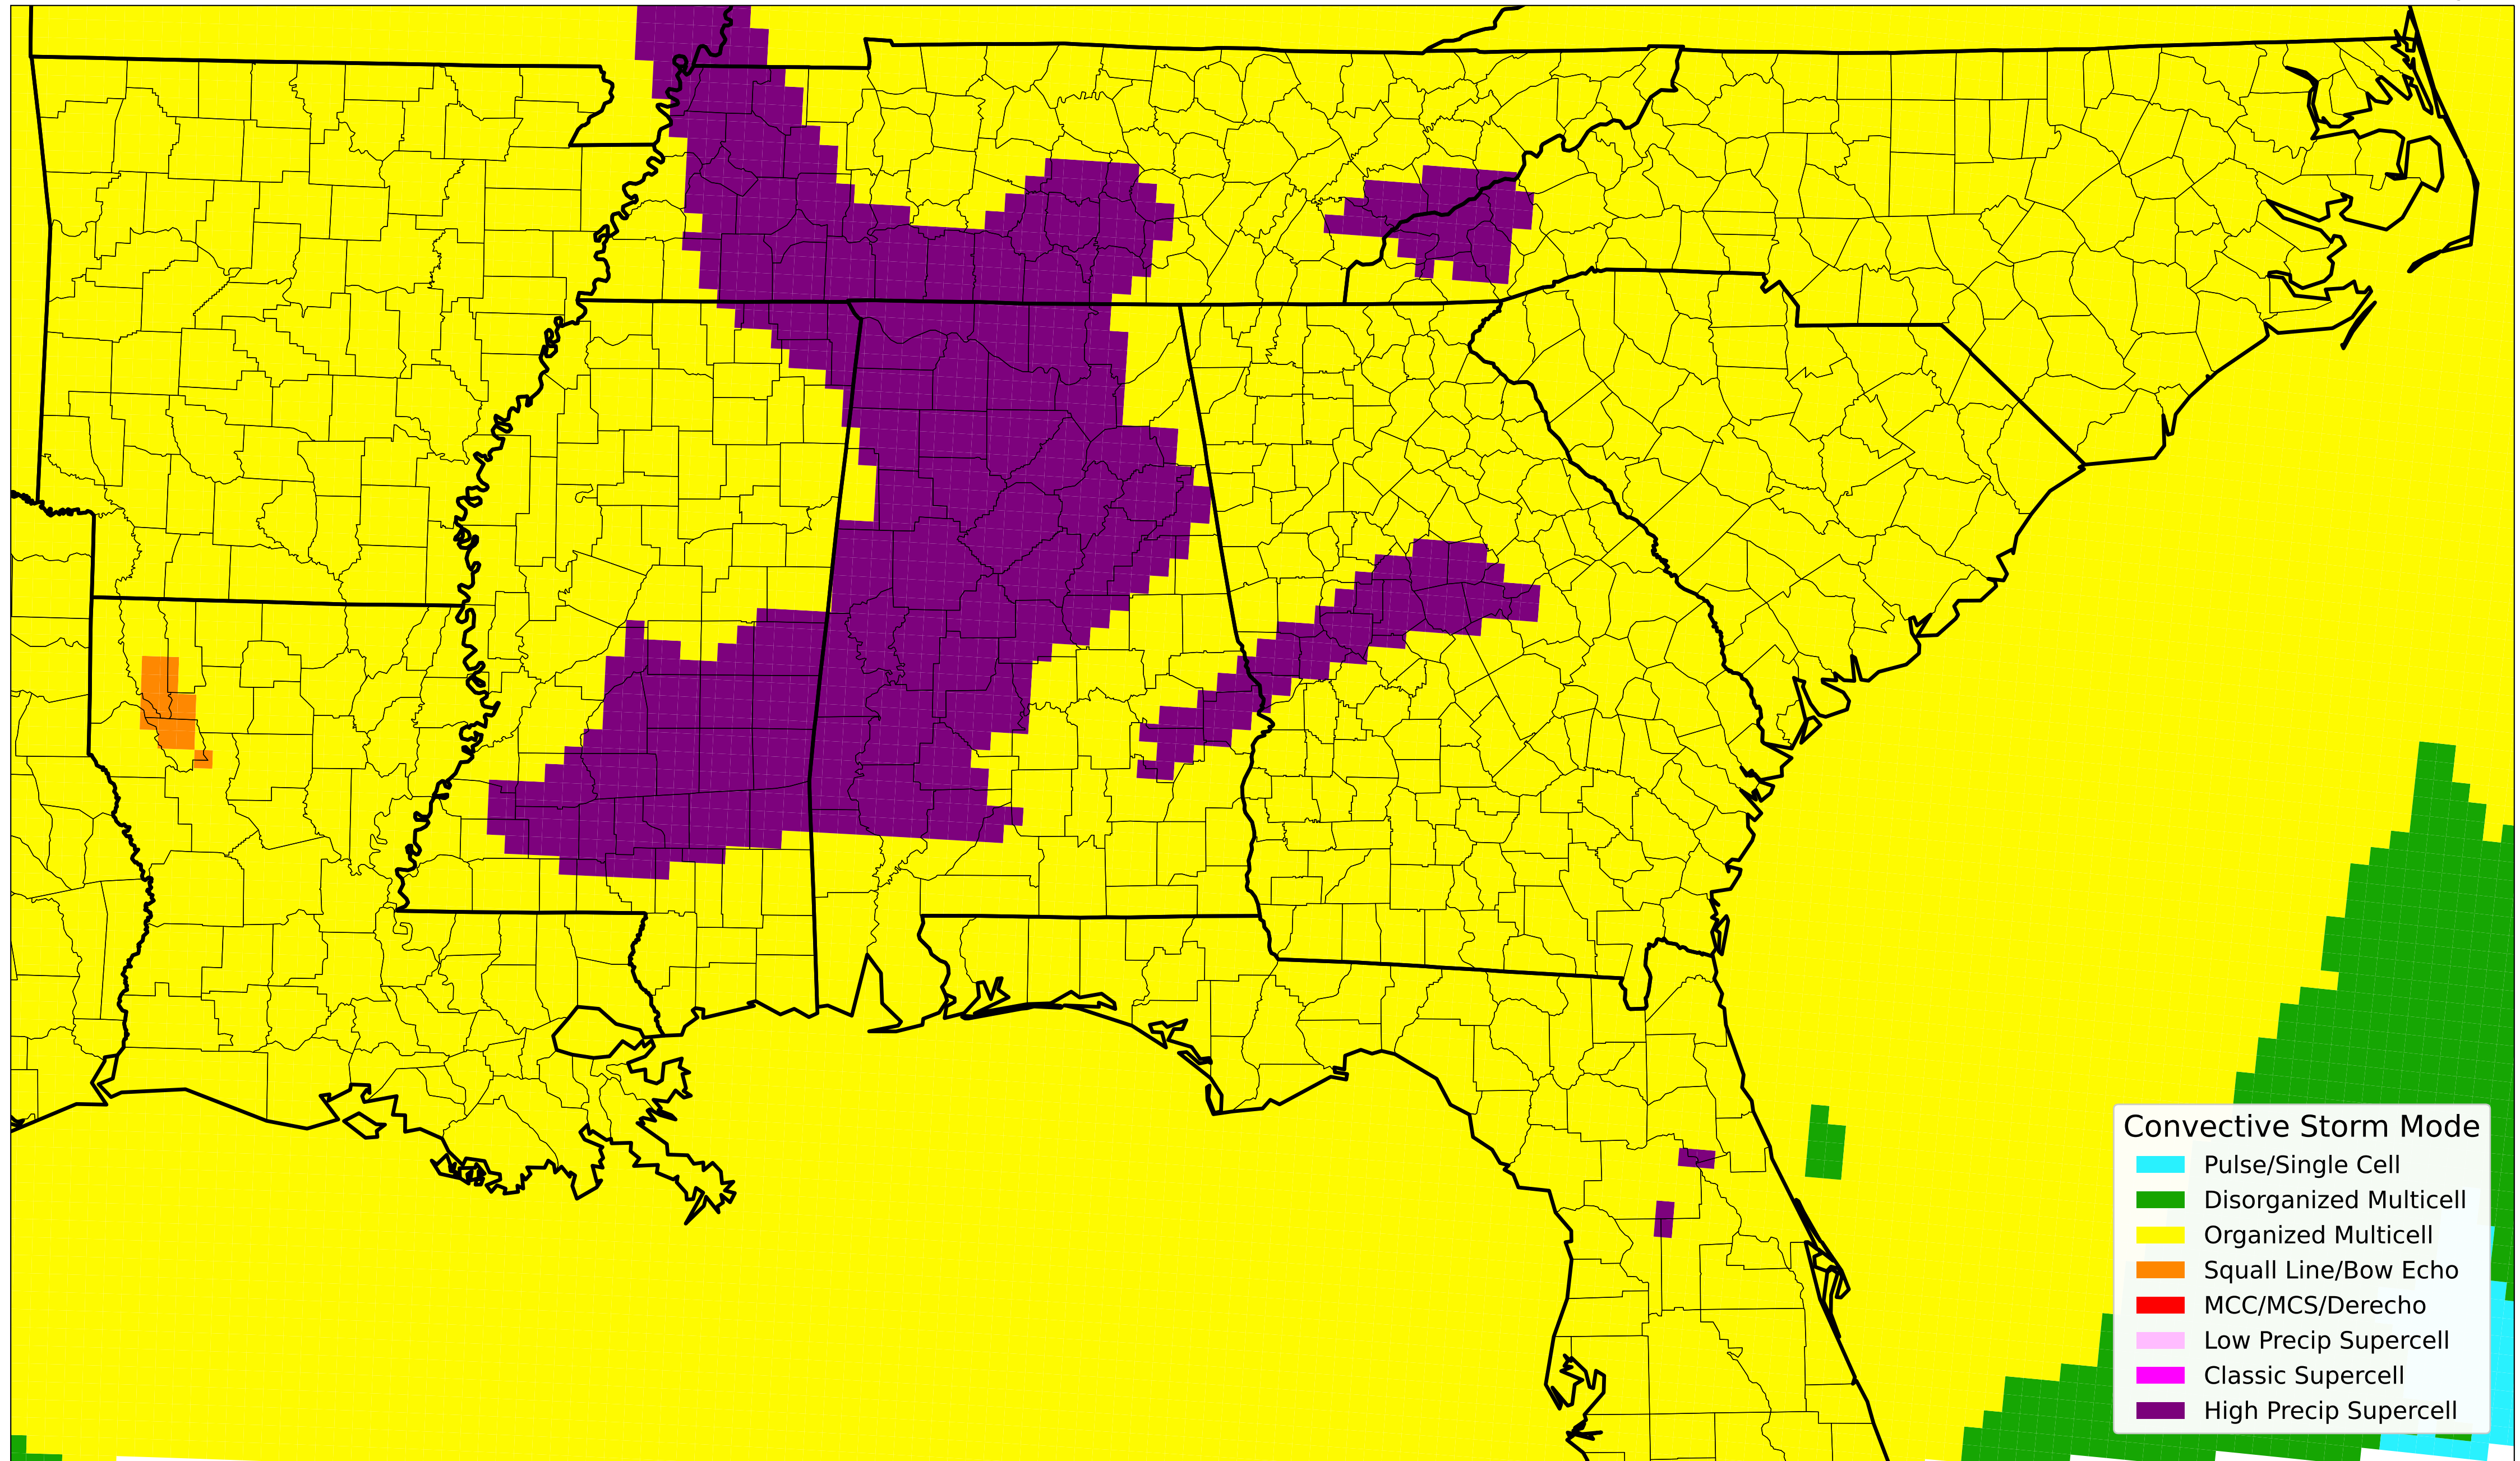 Convective Storm Mode
Pulse/Single Cell
Disorganized Multicell
Organized Multicell
Squall Line/Bow Echo
MCC/MCS/Derecho
Low Precip Supercell
Classic Supercell
High Precip Supercell